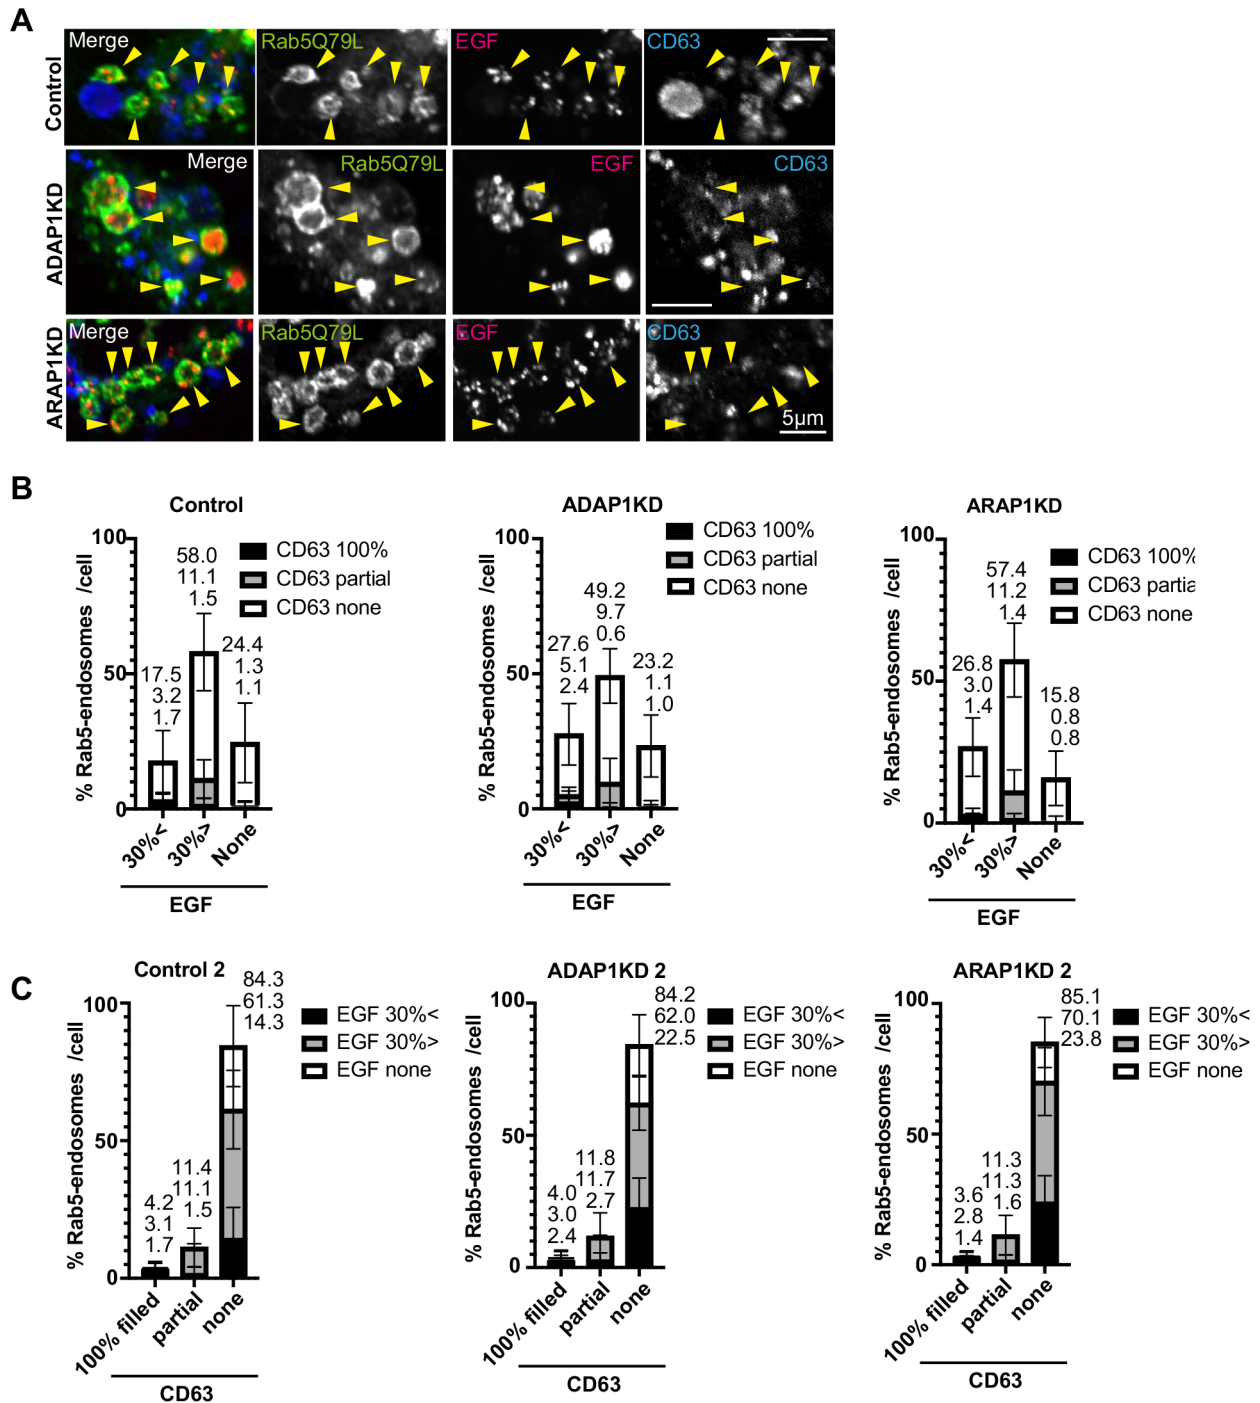 A
Control
Merge
Rab5Q79L
EGF
CD63
ADAP1KD
Merge
Rab5Q79L
EGF
CD63
ARAP1KD
Merge
Rab5Q79L
EGF
CD63
5µm
B
Control
% Rab5-endosomes /cell
100
50
0
58.0
11.1
1.5
17.5
3.2
1.7
24.4
1.3
1.1
CD63 100%
CD63 partial
CD63 none
30%<
30%>
None
EGF
ADAP1KD
% Rab5-endosomes /cell
100
50
0
49.2
9.7
0.6
27.6
5.1
2.4
23.2
1.1
1.0
CD63 100%
CD63 partial
CD63 none
30%<
30%>
None
EGF
ARAP1KD
% Rab5-endosomes /cell
100
50
0
57.4
11.2
1.4
26.8
3.0
1.4
15.8
0.8
0.8
CD63 100%
CD63 partia
CD63 none
30%<
30%>
None
EGF
C
Control 2
% Rab5-endosomes /cell
100
50
0
84.3
61.3
14.3
11.4
11.1
1.5
4.2
3.1
1.7
EGF 30%<
EGF 30%>
EGF none
100% filled
partial
none
CD63
ADAP1KD 2
% Rab5-endosomes /cell
100
50
0
84.2
62.0
22.5
11.8
11.7
2.7
4.0
3.0
2.4
EGF 30%<
EGF 30%>
EGF none
100% filled
partial
none
CD63
ARAP1KD 2
% Rab5-endosomes /cell
100
50
0
85.1
70.1
23.8
11.3
11.3
1.6
3.6
2.8
1.4
EGF 30%<
EGF 30%>
EGF none
100% filled
partial
none
CD63